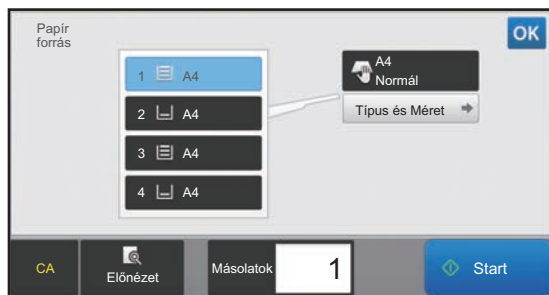 Papír
forrás
OK
1 A4
2 A4
3 A4
4 A4
A4
Normál
Típus és Méret
CA
Előnézet
Másolatok
1
Start